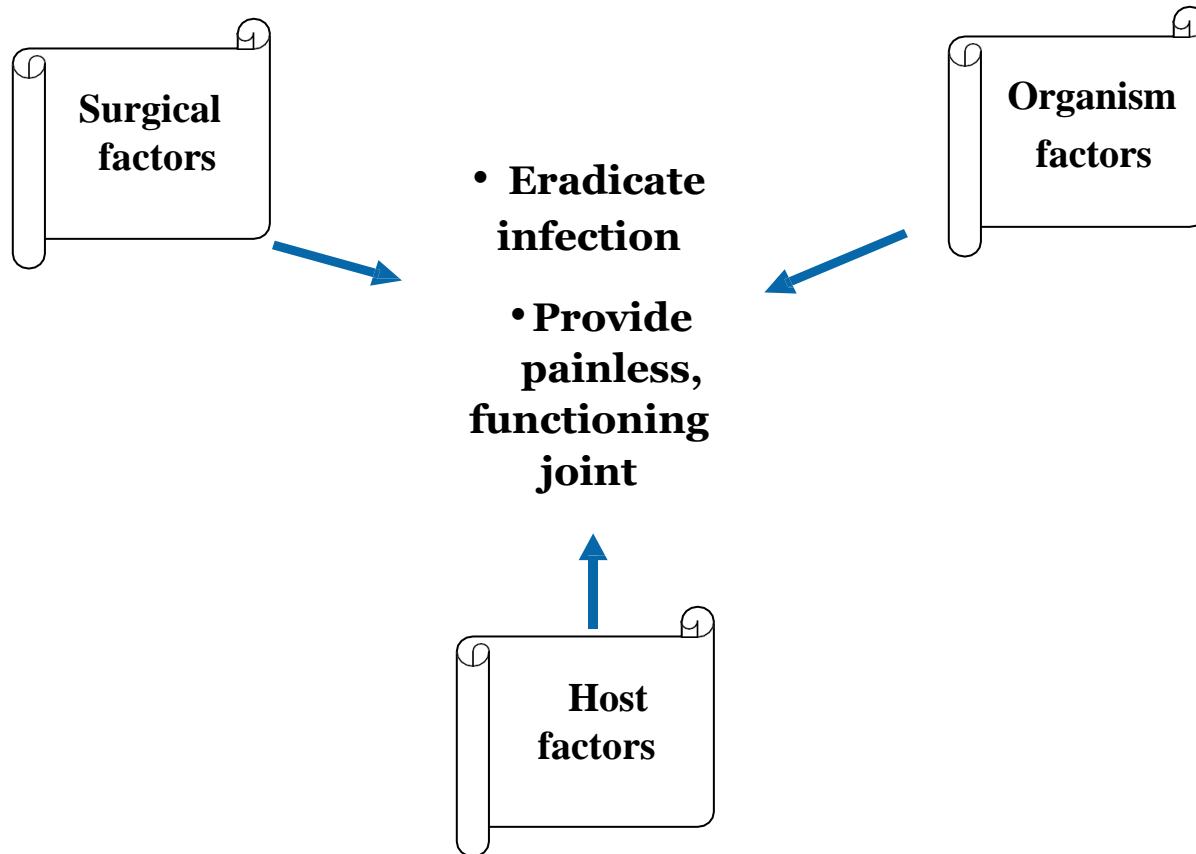 Surgical
factors
Organism
factors
• Eradicate
infection
• Provide
painless,
functioning
joint
Host
factors